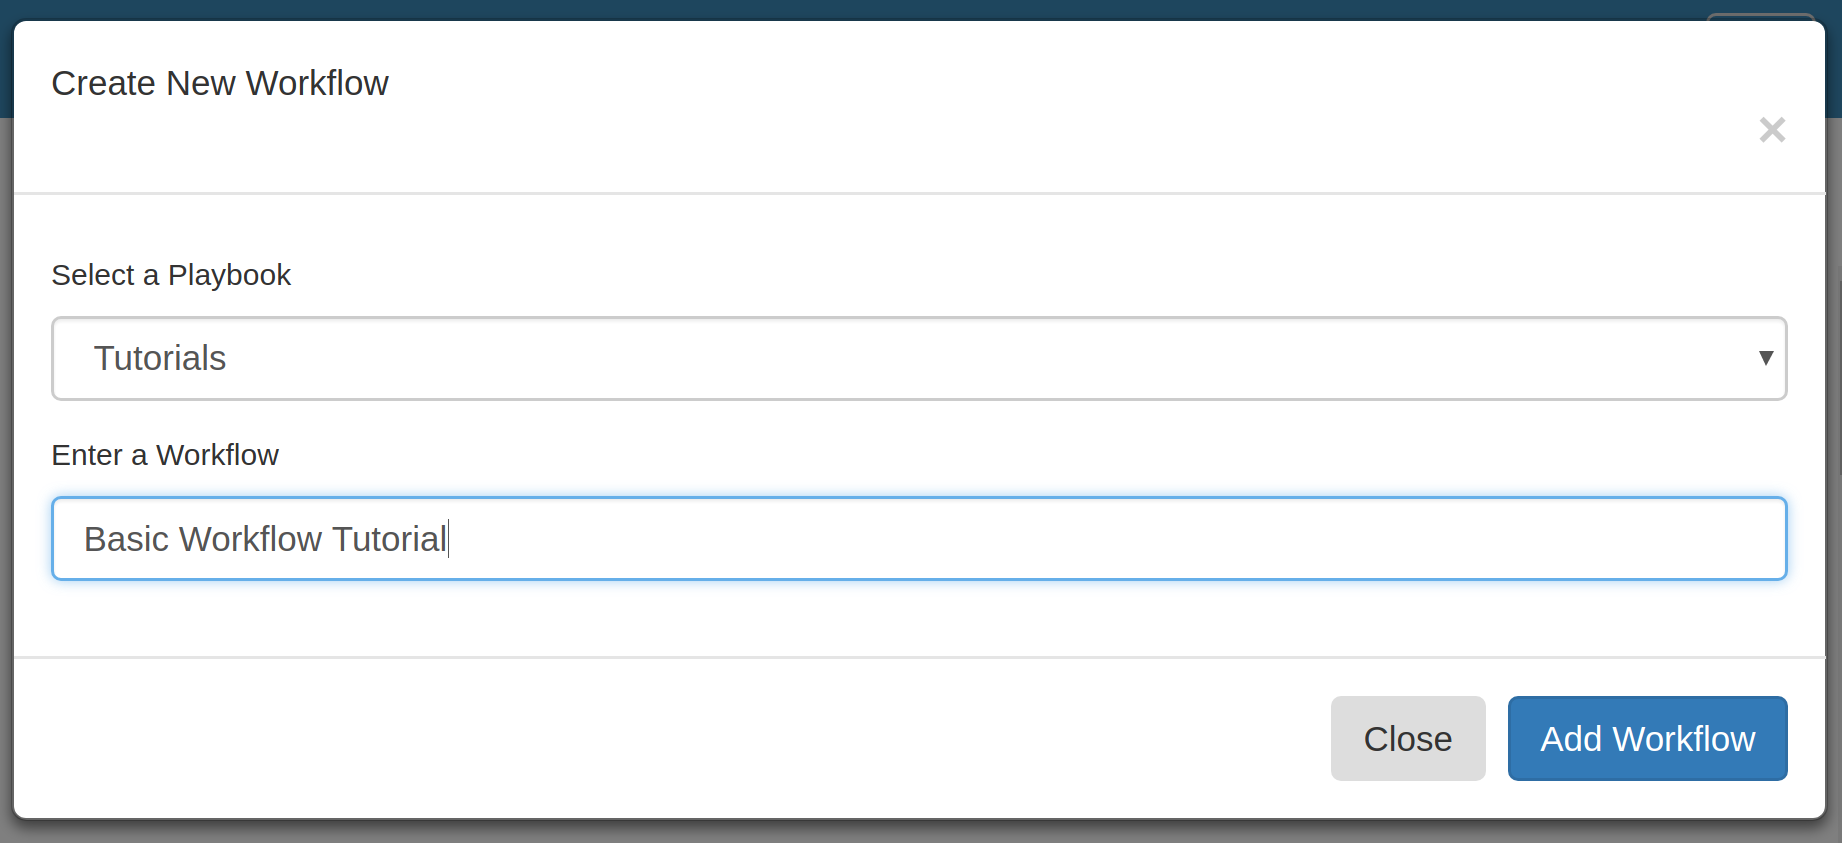 Create New Workflow
×
Select a Playbook
Tutorials
Enter a Workflow
Basic Workflow Tutorial
Close
Add Workflow